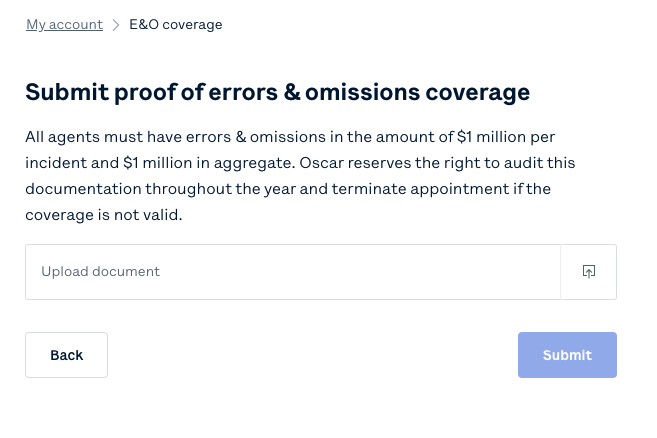 My account > E&O coverage
Submit proof of errors & omissions coverage
All agents must have errors & omissions in the amount of $1 million per
incident and $1 million in aggregate. Oscar reserves the right to audit this
documentation throughout the year and terminate appointment if the
coverage is not valid.
Upload document
Back
Submit